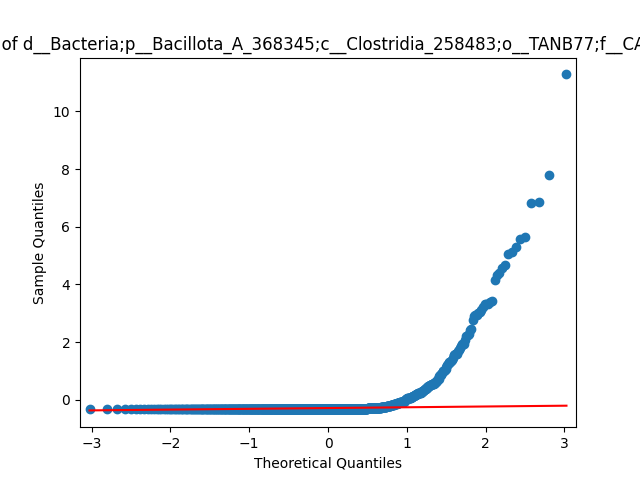 of d__Bacteria;p__Bacillota_A_368345;c__Clostridia_258483;o__TANB77;f__CA
10
8
6
4
2
0
Sample Quantiles
−3 −2 −1 0 1 2 3
Theoretical Quantiles